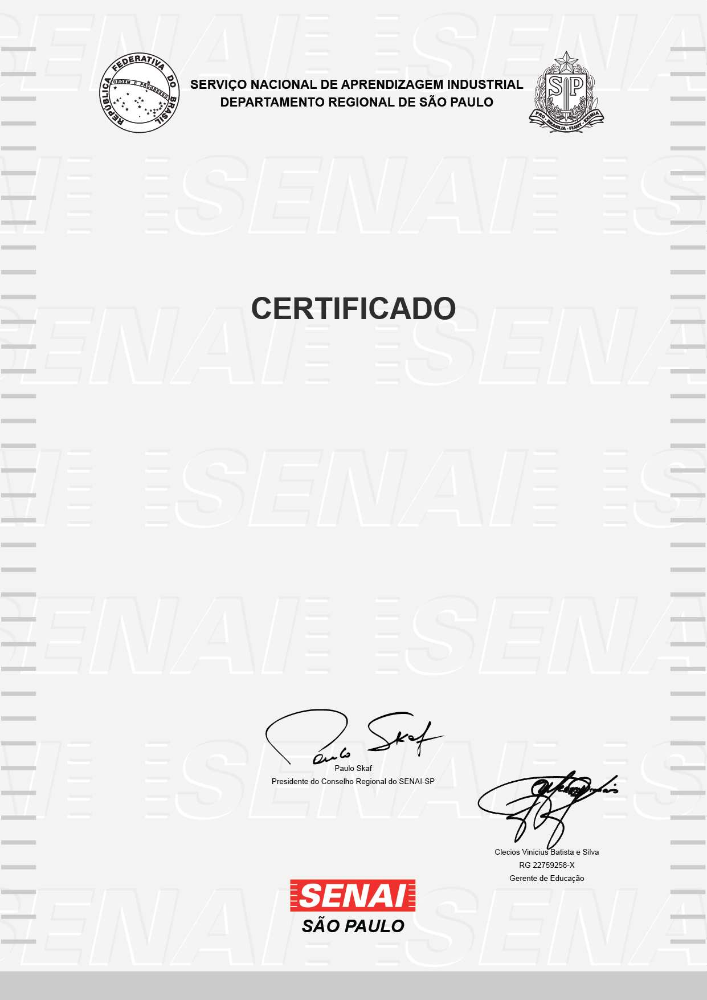 REPÚBLICA FEDERATIVA DO BRASIL
ORDEM E PROGRESSO
SERVIÇO NACIONAL DE APRENDIZAGEM INDUSTRIAL
DEPARTAMENTO REGIONAL DE SÃO PAULO
SP
PRO - BRASILIA - FIANT - EXIMIA
CERTIFICADO
Paulo Skaf
Paulo Skaf
Presidente do Conselho Regional do SENAI-SP
Clecios Vinicius Batista e Silva
RG 22759258-X
Gerente de Educação
SENAI
SÃO PAULO